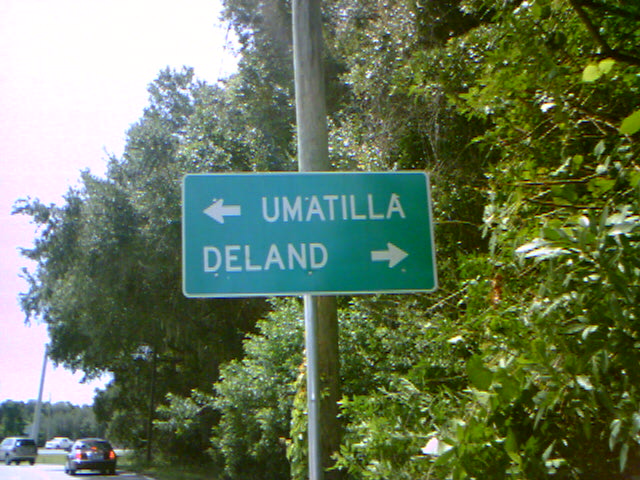 ← UMATILLA
DELAND →